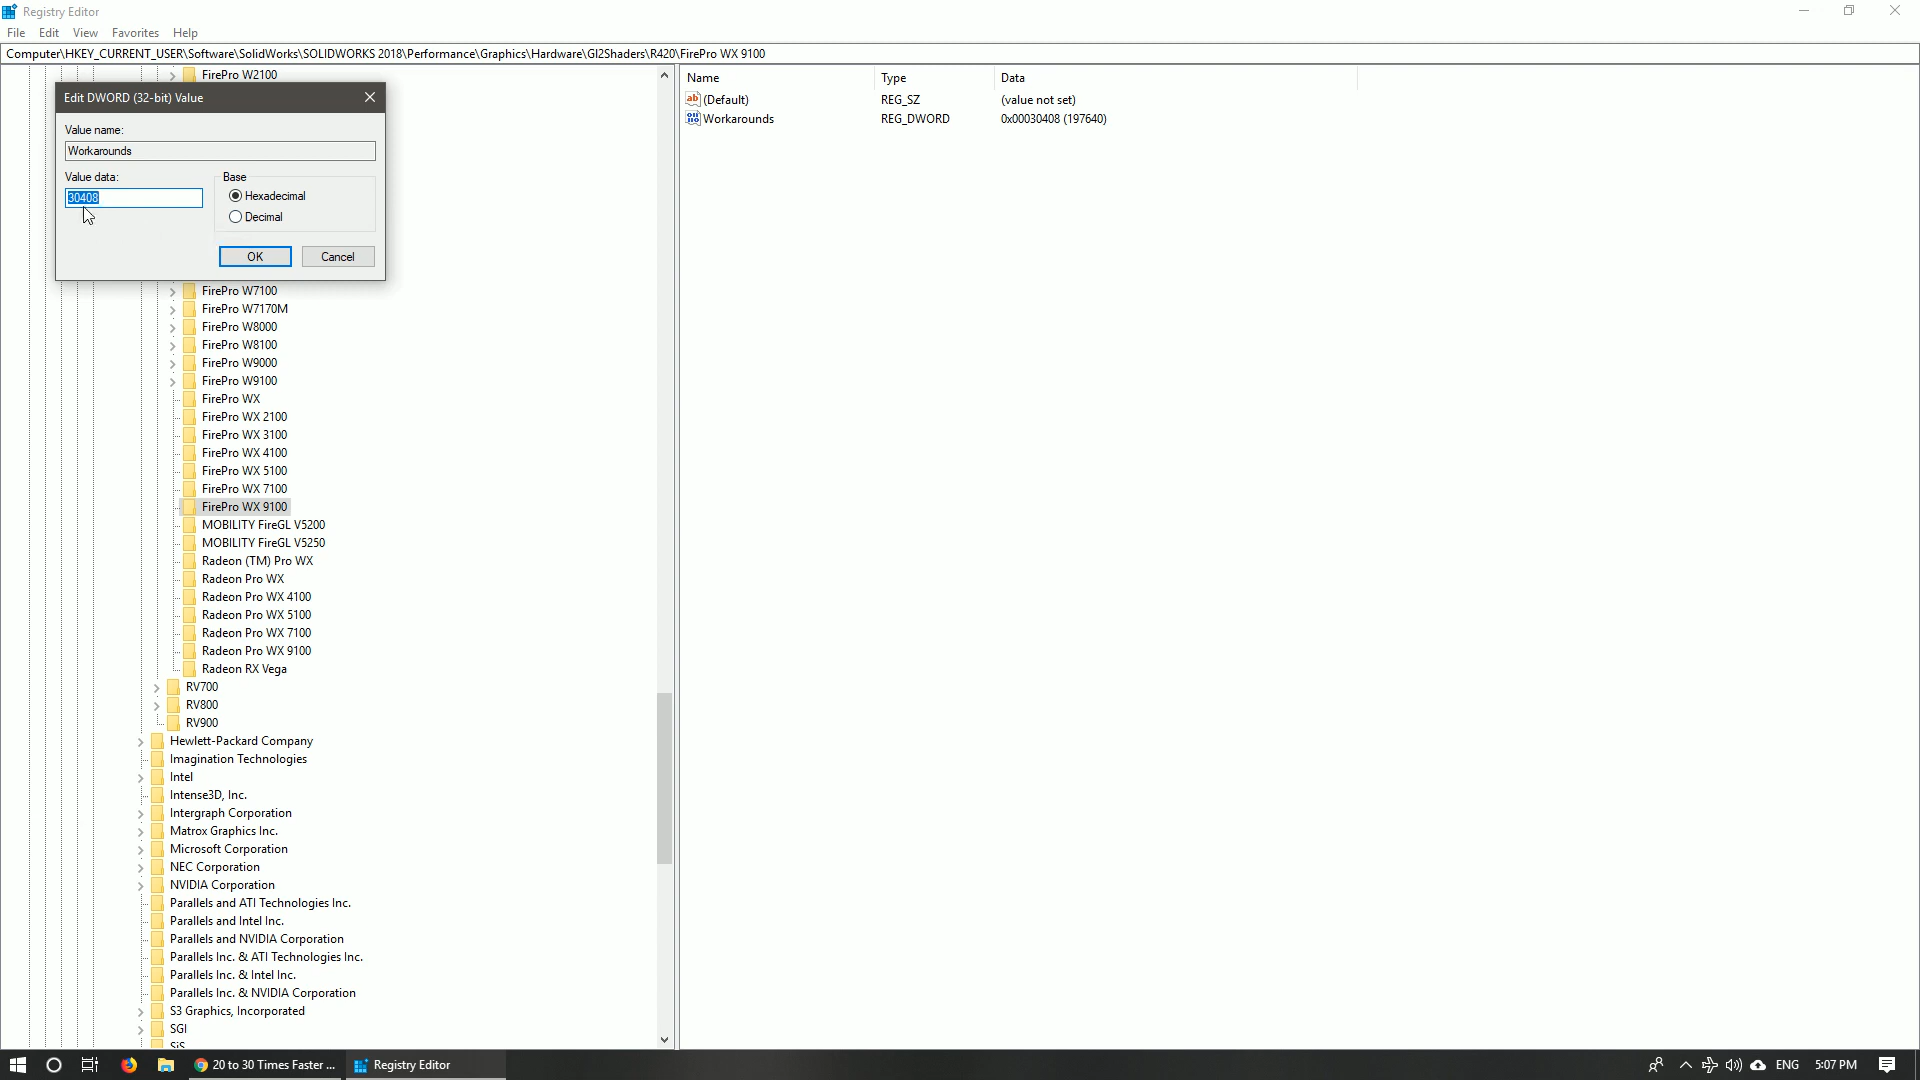 Registry Editor
File Edit View Favorites Help
Computer\HKEY_CURRENT_USER\Software\SolidWorks\SOLIDWORKS 2018\Performance\Graphics\Hardware\Gl2Shaders\R420\FirePro WX 9100
FirePro W2100
Edit DWORD (32-bit) Value
Value name:
Workarounds
Value data:
30408
Base
Hexadecimal
Decimal
OK
Cancel
FirePro W7100
FirePro W7170M
FirePro W8000
FirePro W8100
FirePro W9000
FirePro W9100
FirePro WX
FirePro WX 2100
FirePro WX 3100
FirePro WX 4100
FirePro WX 5100
FirePro WX 7100
FirePro WX 9100
MOBILITY FireGL V5200
MOBILITY FireGL V5250
Radeon (TM) Pro WX
Radeon Pro WX
Radeon Pro WX 4100
Radeon Pro WX 5100
Radeon Pro WX 7100
Radeon Pro WX 9100
Radeon RX Vega
RV700
RV800
RV900
Hewlett-Packard Company
Imagination Technologies
Intel
Intense3D, Inc.
Intergraph Corporation
Matrox Graphics Inc.
Microsoft Corporation
NEC Corporation
NVIDIA Corporation
Parallels and ATI Technologies Inc.
Parallels and Intel Inc.
Parallels and NVIDIA Corporation
Parallels Inc. & ATI Technologies Inc.
Parallels Inc. & Intel Inc.
Parallels Inc. & NVIDIA Corporation
S3 Graphics, Incorporated
SGI
SiS
Name Type Data
(Default) REG_SZ (value not set)
Workarounds REG_DWORD 0x00030408 (197640)
20 to 30 Times Faster ...
Registry Editor
ENG
5:07 PM